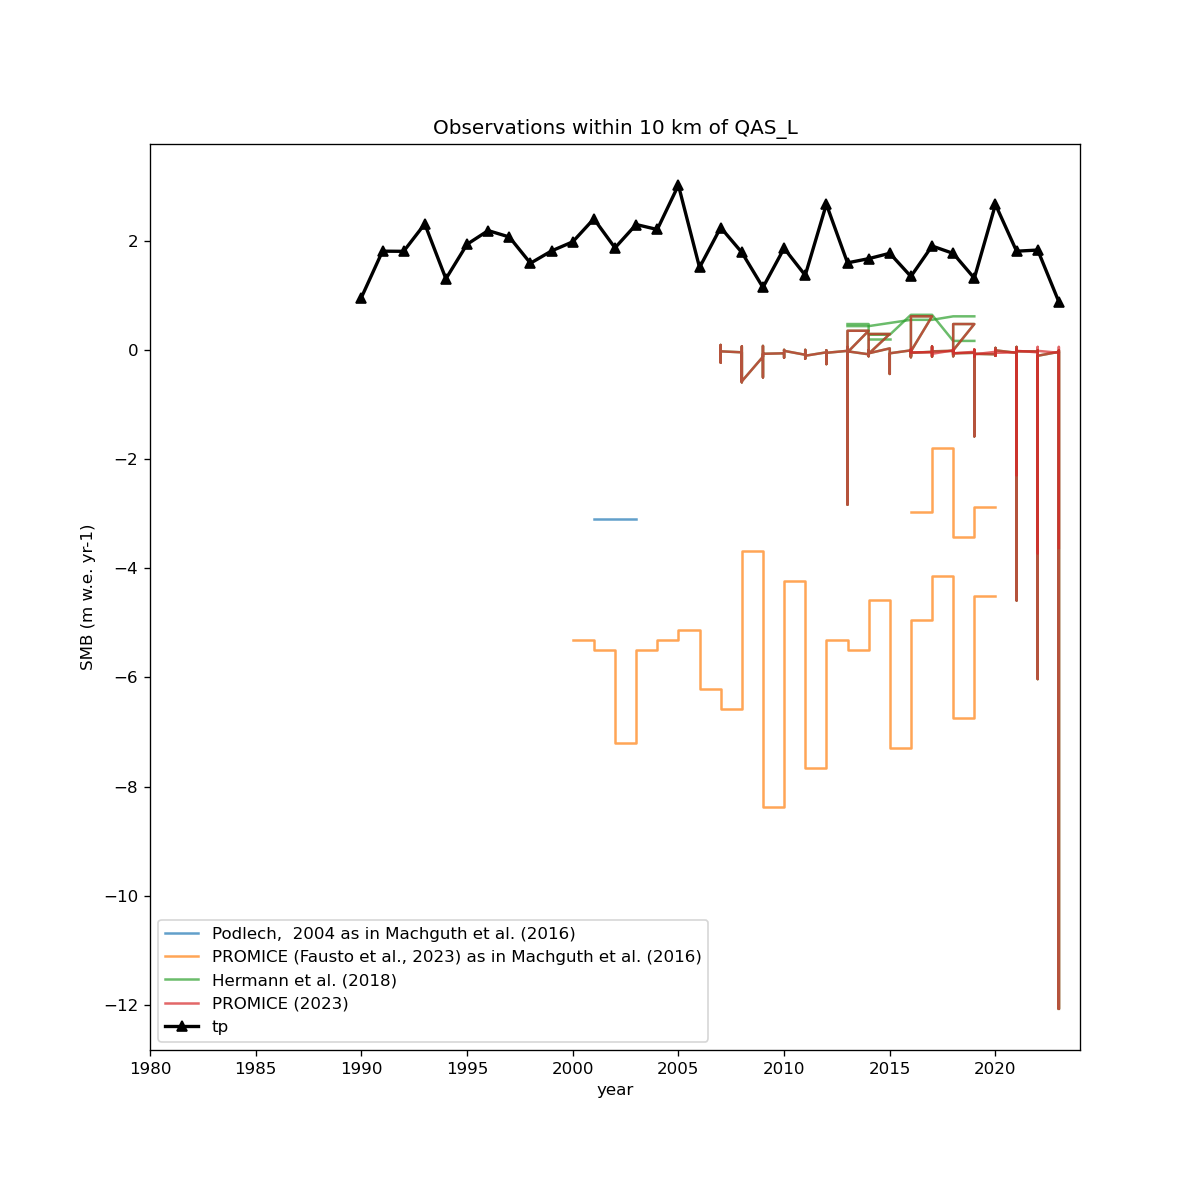 Observations within 10 km of QAS_L
SMB (m w.e. yr-1)
2
0
−2
−4
−6
−8
−10
−12
Podlech,  2004 as in Machguth et al. (2016)
PROMICE (Fausto et al., 2023) as in Machguth et al. (2016)
Hermann et al. (2018)
PROMICE (2023)
tp
1980 1985 1990 1995 2000 2005 2010 2015 2020
year